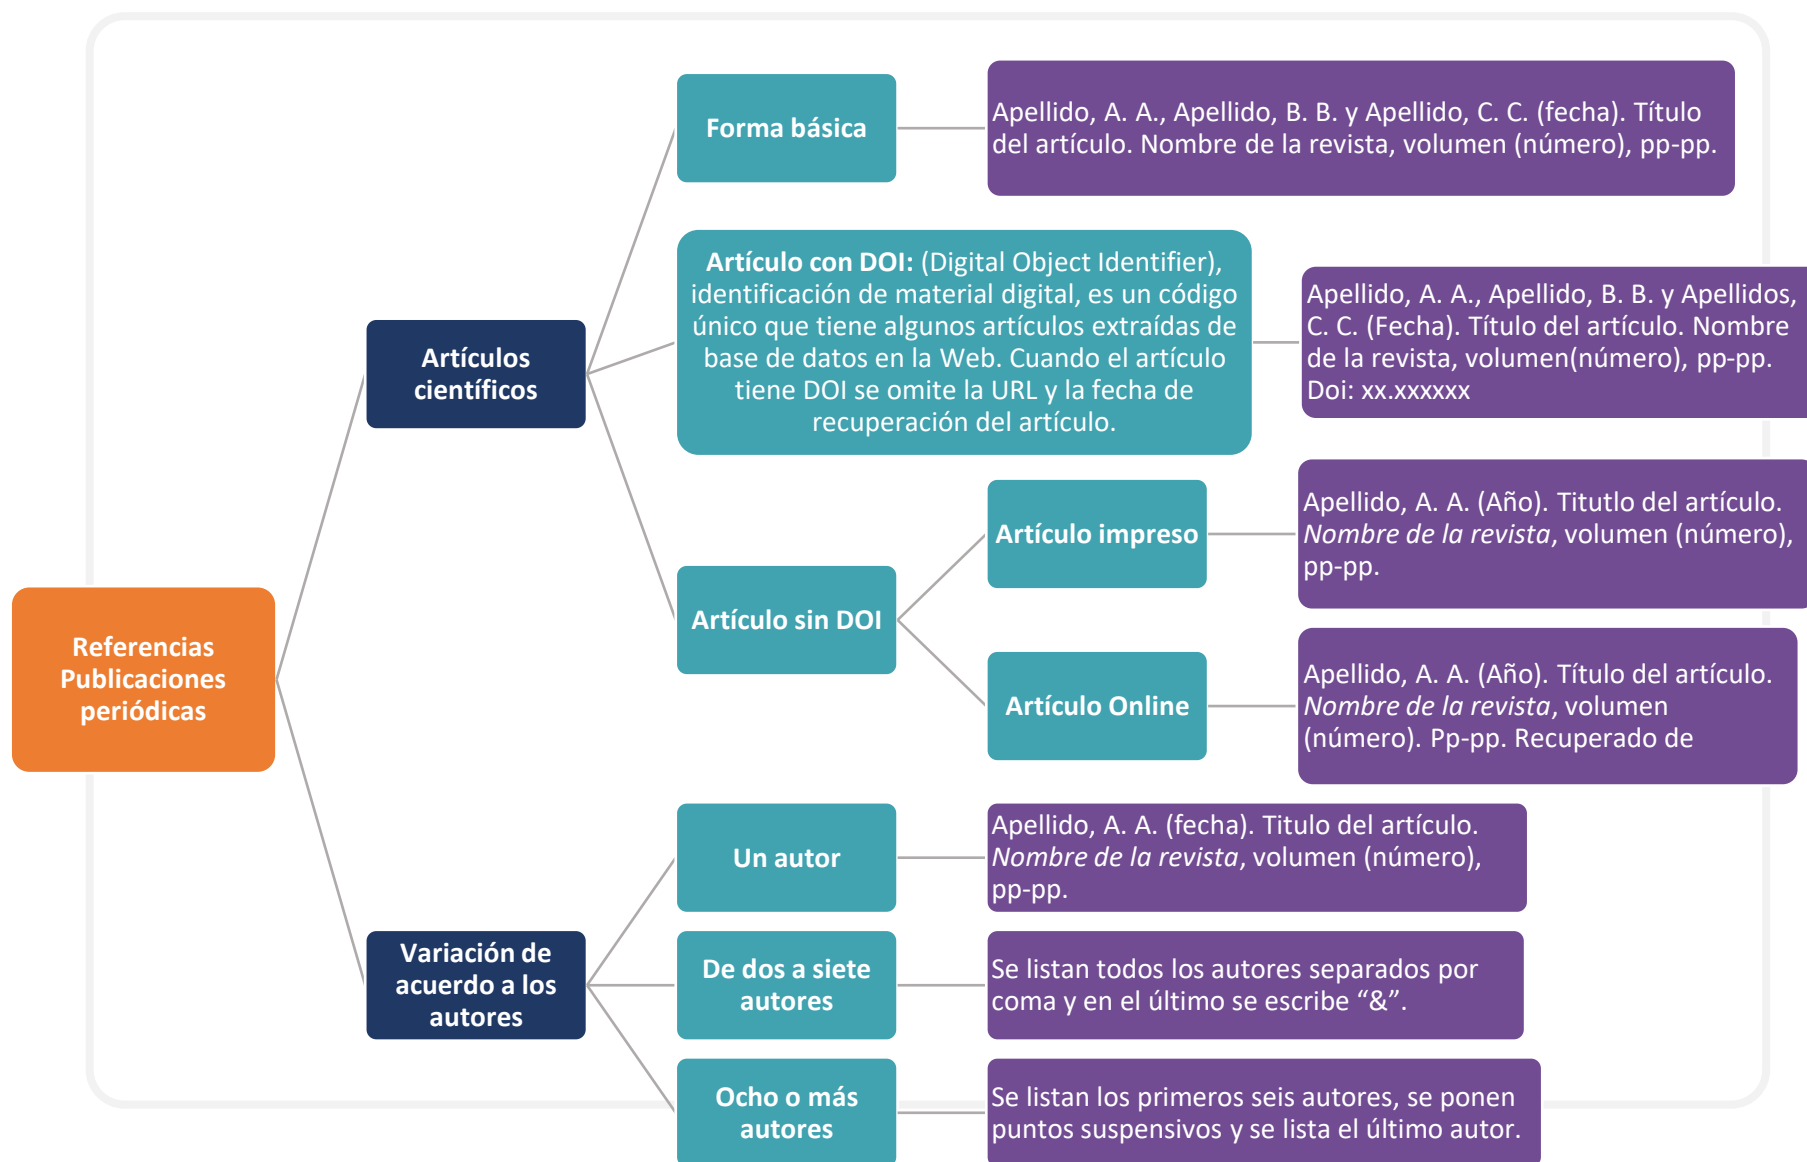 Forma básica
Apellido, A. A., Apellido, B. B. y Apellido, C. C. (fecha). Título
del artículo. Nombre de la revista, volumen (número), pp-pp.
Artículo con DOI: (Digital Object Identifier),
identificación de material digital, es un código
único que tiene algunos artículos extraídas de
base de datos en la Web. Cuando el artículo
tiene DOI se omite la URL y la fecha de
recuperación del artículo.
Apellido, A. A., Apellido, B. B. y Apellidos,
C. C. (Fecha). Título del artículo. Nombre
de la revista, volumen(número), pp-pp.
Doi: xx.xxxxxx
Artículos
científicos
Artículo impreso
Apellido, A. A. (Año). Titutlo del artículo.
Nombre de la revista, volumen (número),
pp-pp.
Artículo sin DOI
Artículo Online
Apellido, A. A. (Año). Título del artículo.
Nombre de la revista, volumen
(número). Pp-pp. Recuperado de
Referencias
Publicaciones
periódicas
Un autor
Apellido, A. A. (fecha). Titulo del artículo.
Nombre de la revista, volumen (número),
pp-pp.
Variación de
acuerdo a los
autores
De dos a siete
autores
Se listan todos los autores separados por
coma y en el último se escribe “&”.
Ocho o más
autores
Se listan los primeros seis autores, se ponen
puntos suspensivos y se lista el último autor.